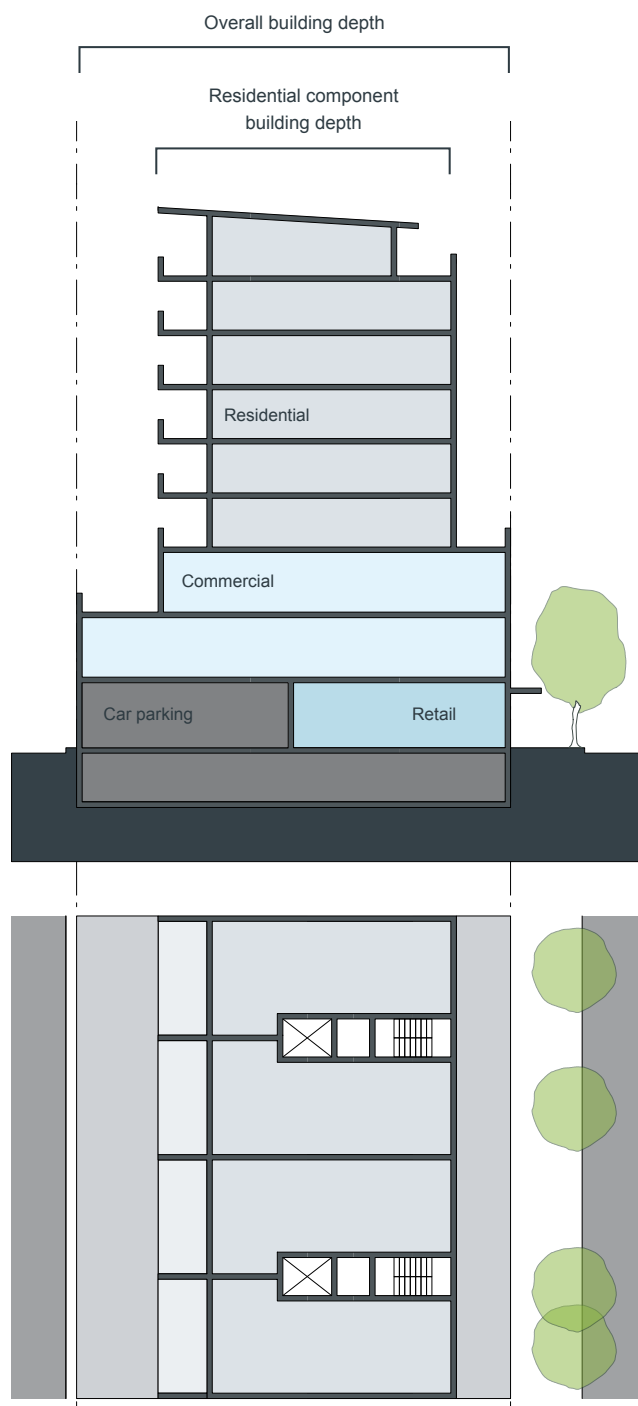 Overall building depth
Residential component
building depth
Residential
Commercial
Car parking
Retail